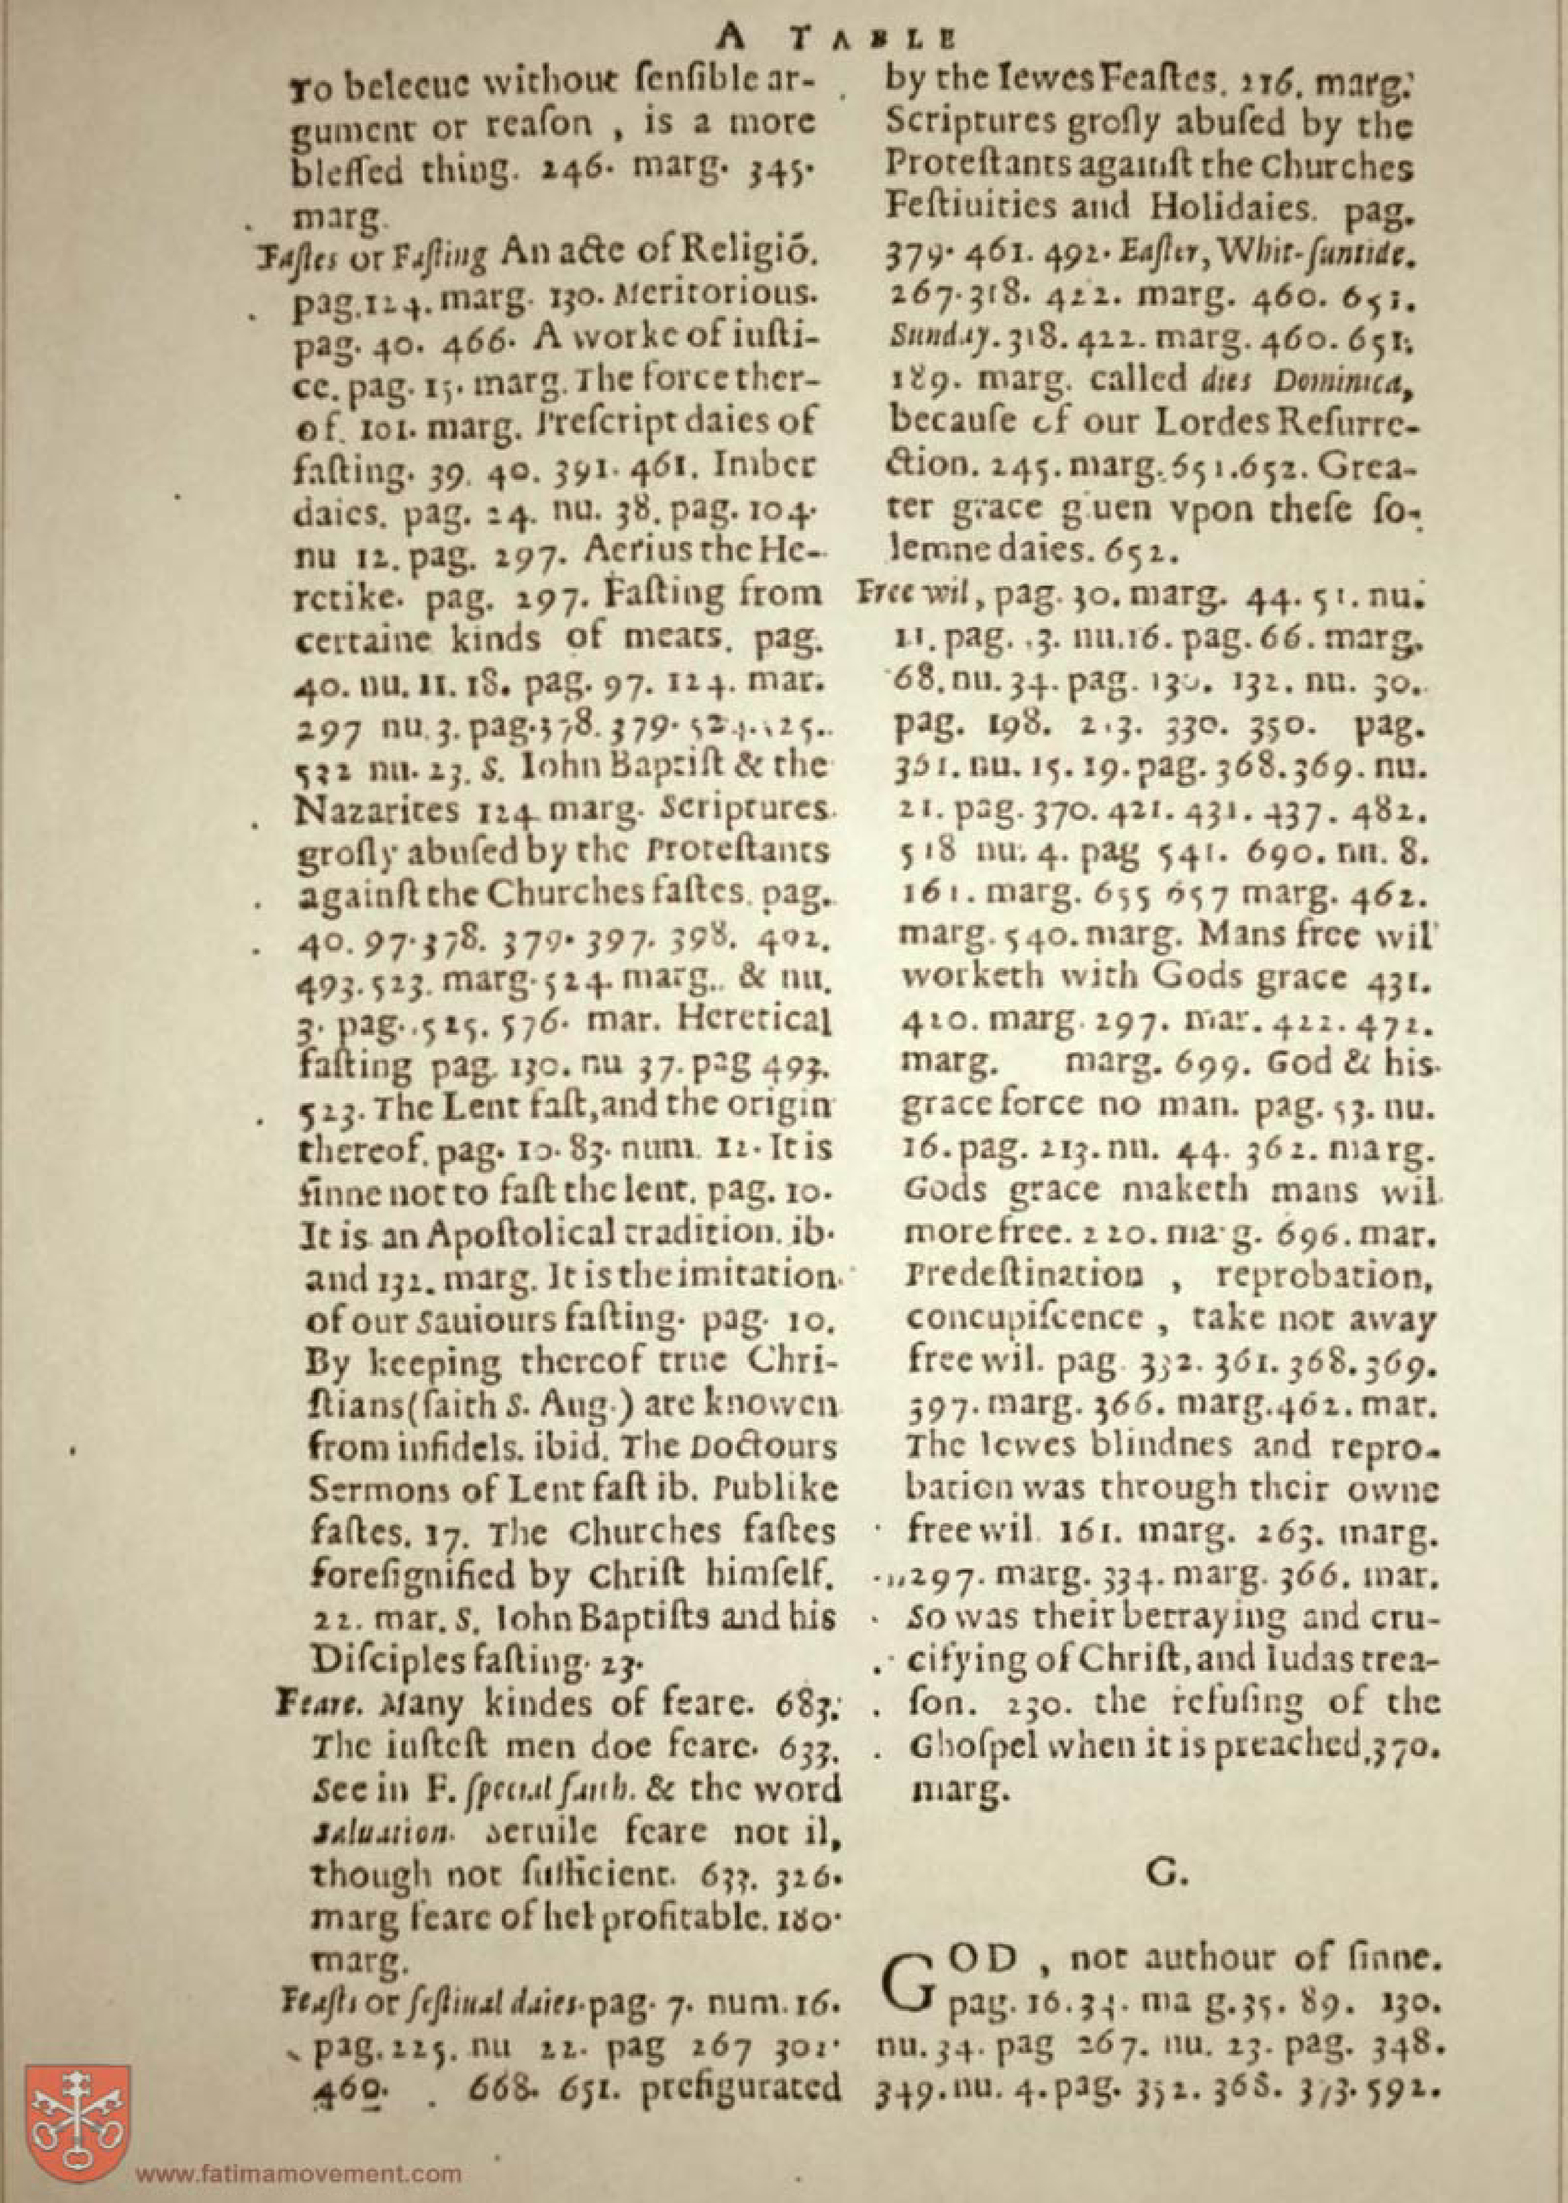 A TABLE
To beleeue without ſenſible ar-
gument or reaſon , is a more
bleſſed thing. 246. marg. 345.
marg.
Faſtes or Faſting An acte of Religiõ.
pag. 124. marg. 130. Meritorious.
pag. 40. 466. A worke of iuſti-
ce. pag. 15. marg. The force ther-
of. 101. marg. Preſcript daies of
faſting. 39. 40. 391. 461. Imber
daies. pag. 24. nu. 38. pag. 104.
nu 12. pag. 297. Aerius the He-
retike. pag. 297. Faſting from
certaine kinds of meats. pag.
40. nu. 11. 18. pag. 97. 124. mar.
297 nu. 3. pag. 378. 379.
532 nu. 23. S. Iohn Baptiſt & the
Nazarites 124 marg. Scriptures
groſly abuſed by the Proteſtants
againſt the Churches faſtes. pag.
40. 97. 378. 379. 397. 398. 492.
493. 523. marg. 524. marg. & nu.
3. pag. 525. 576. mar. Heretical
faſting pag. 130. nu 37. pag 493.
523. The Lent faſt, and the origin
thereof. pag. 10. 83. num. 12. It is
ſinne not to faſt the lent. pag. 10.
It is an Apoſtolical tradition. ib.
and 132. marg. It is the imitation
of our Sauiours faſting. pag. 10.
By keeping thereof true Chri-
ſtians (ſaith S. Aug.) are knowen
from infidels. ibid. The Doctours
Sermons of Lent faſt ib. Publike
faſtes. 17. The Churches faſtes
foreſignified by Chriſt himſelf.
22. mar. S. Iohn Baptiſts and his
Diſciples faſting. 23.
Feare. Many kindes of feare. 683.
The iuſteſt men doe feare. 633.
See in F. ſpecial faith. & the word
Saluation. Seruile feare not il,
though not ſufficient. 633. 326.
marg feare of hel profitable. 180.
marg.
Feaſts or feſtiual daies. pag. 7. num. 16.
pag. 225. nu 22. pag 267 302.
460. 668. 651. prefigurated
by the Iewes Feaſtes. 216. marg.
Scriptures groſly abuſed by the
Proteſtants againſt the Churches
Feſtiuities and Holidaies. pag.
379. 461. 492. Eaſter, Whit-ſuntide.
267. 318. 422. marg. 460. 651.
Sunday. 318. 422. marg. 460. 651.
189. marg. called dies Dominica,
becauſe of our Lordes Reſurre-
ction. 245. marg. 651. 652. Grea-
ter grace giuen vpon theſe ſo-
lemne daies. 652.
Free wil, pag. 30. marg. 44. 51. nu.
11. pag. nu. 16. pag. 66. marg.
68. nu. 34. pag. 130. 132. nu. 30.
pag. 198. 213. 330. 350. pag.
361. nu. 15. 19. pag. 368. 369. nu.
21. pag. 370. 421. 431. 437. 482.
518 nu. 4. pag 541. 690. nu. 8.
161. marg. 655 657 marg. 462.
marg. 540. marg. Mans free wil
worketh with Gods grace 431.
420. marg. 297. mar. 422. 472.
marg. marg. 699. God & his
grace force no man. pag. 53. nu.
16. pag. 213. nu. 44. 362. marg.
Gods grace maketh mans wil
more free. 220. marg. 696. mar.
Predeſtination , reprobation,
concupiſcence , take not away
free wil. pag. 332. 361. 368. 369.
397. marg. 366. marg. 462. mar.
The Iewes blindnes and repro-
bation was through their owne
free wil. 161. marg. 263. marg.
297. marg. 334. marg. 366. mar.
So was their betraying and cru-
cifying of Chriſt, and Iudas trea-
ſon. 230. the refuſing of the
Ghoſpel when it is preached, 370.
marg.
G.
GOD , not authour of ſinne.
pag. 16. 34. marg. 35. 89. 130.
nu. 34. pag 267. nu. 23. pag. 348.
349. nu. 4. pag. 352. 368. 373. 592.
www.fatimamovement.com